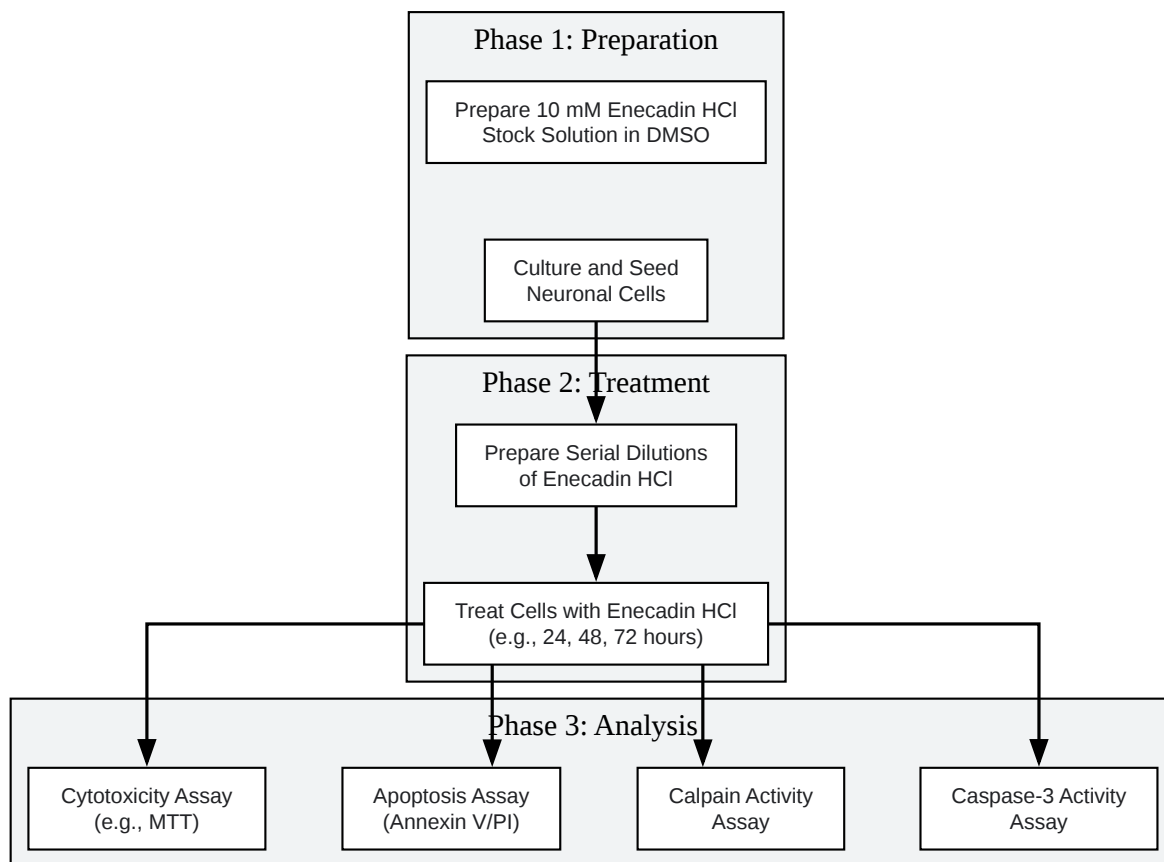 Phase 1: Preparation
Prepare 10 mM Enecadin HCl
Stock Solution in DMSO
Culture and Seed
Neuronal Cells
Phase 2: Treatment
Prepare Serial Dilutions
of Enecadin HCl
Treat Cells with Enecadin HCl
(e.g., 24, 48, 72 hours)
Phase 3: Analysis
Cytotoxicity Assay
(e.g., MTT)
Apoptosis Assay
(Annexin V/PI)
Calpain Activity
Assay
Caspase-3 Activity
Assay